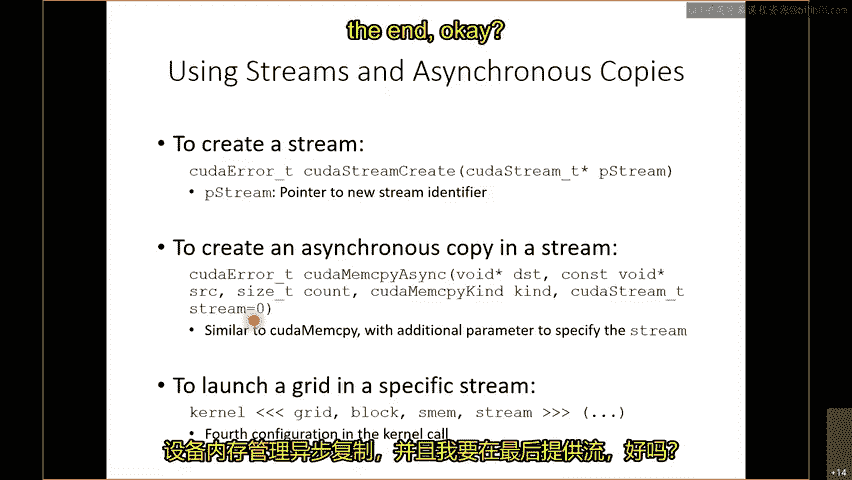 the end, okay?
Using Streams and Asynchronous Copies
• To create a stream:
cudaError_t cudaStreamCreate(cudaStream_t* pStream)
• pStream: Pointer to new stream identifier
• To create an asynchronous copy in a stream:
cudaError_t cudaMemcpyAsync(void* dst, const void*
src, size_t count, cudaMemcpyKind kind, cudaStream_t
stream=0)
• Similar to cudaMemcpy, with additional parameter to specify the stream
• To launch a grid in a specific stream:
kernel <<< grid, block, smem, stream >>> (...)
• Fourth configuration in the kernel call
设备内存管理异步复制，并且我要在最后提供流，好吗？
+14